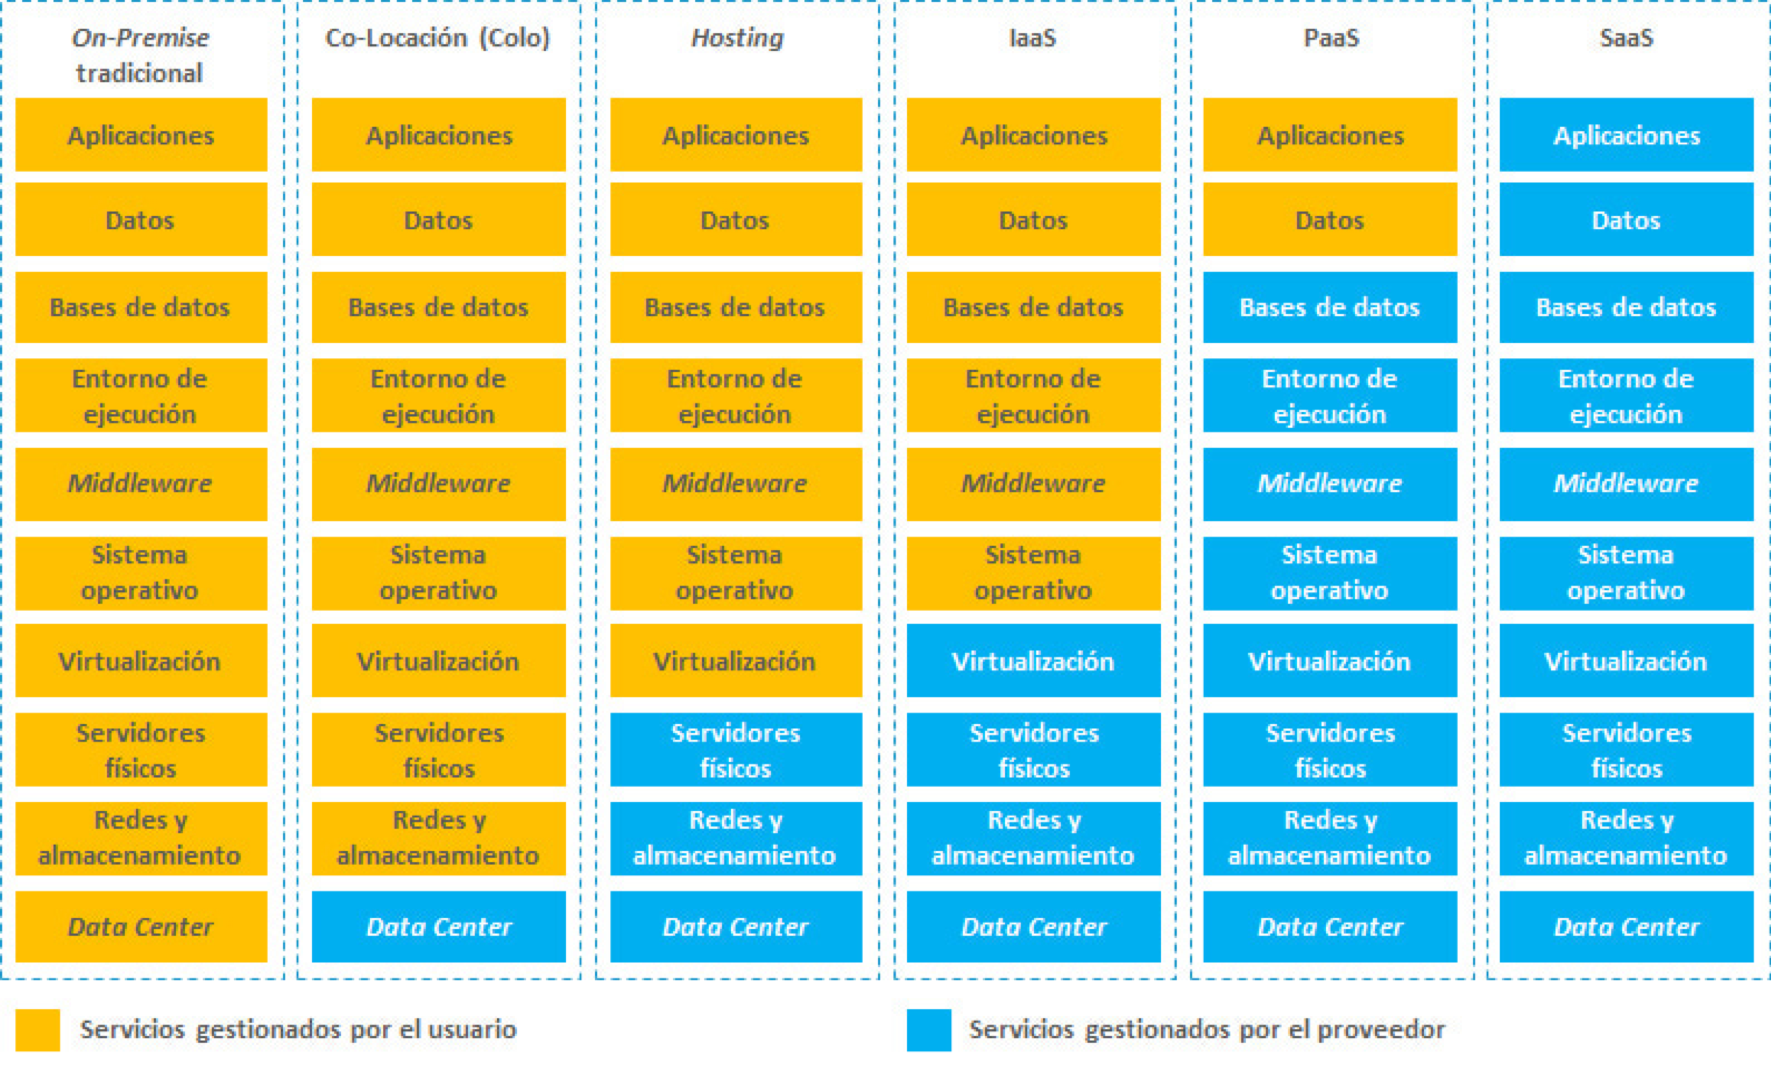 On-Premise
tradicional
Co-Locación (Colo)
Hosting
IaaS
PaaS
SaaS
Aplicaciones
Aplicaciones
Aplicaciones
Aplicaciones
Aplicaciones
Aplicaciones
Datos
Datos
Datos
Datos
Datos
Datos
Bases de datos
Bases de datos
Bases de datos
Bases de datos
Bases de datos
Bases de datos
Entorno de
ejecución
Entorno de
ejecución
Entorno de
ejecución
Entorno de
ejecución
Entorno de
ejecución
Entorno de
ejecución
Middleware
Middleware
Middleware
Middleware
Middleware
Middleware
Sistema
operativo
Sistema
operativo
Sistema
operativo
Sistema
operativo
Sistema
operativo
Sistema
operativo
Virtualización
Virtualización
Virtualización
Virtualización
Virtualización
Virtualización
Servidores
físicos
Servidores
físicos
Servidores
físicos
Servidores
físicos
Servidores
físicos
Servidores
físicos
Redes y
almacenamiento
Redes y
almacenamiento
Redes y
almacenamiento
Redes y
almacenamiento
Redes y
almacenamiento
Redes y
almacenamiento
Data Center
Data Center
Data Center
Data Center
Data Center
Data Center
Servicios gestionados por el usuario
Servicios gestionados por el proveedor